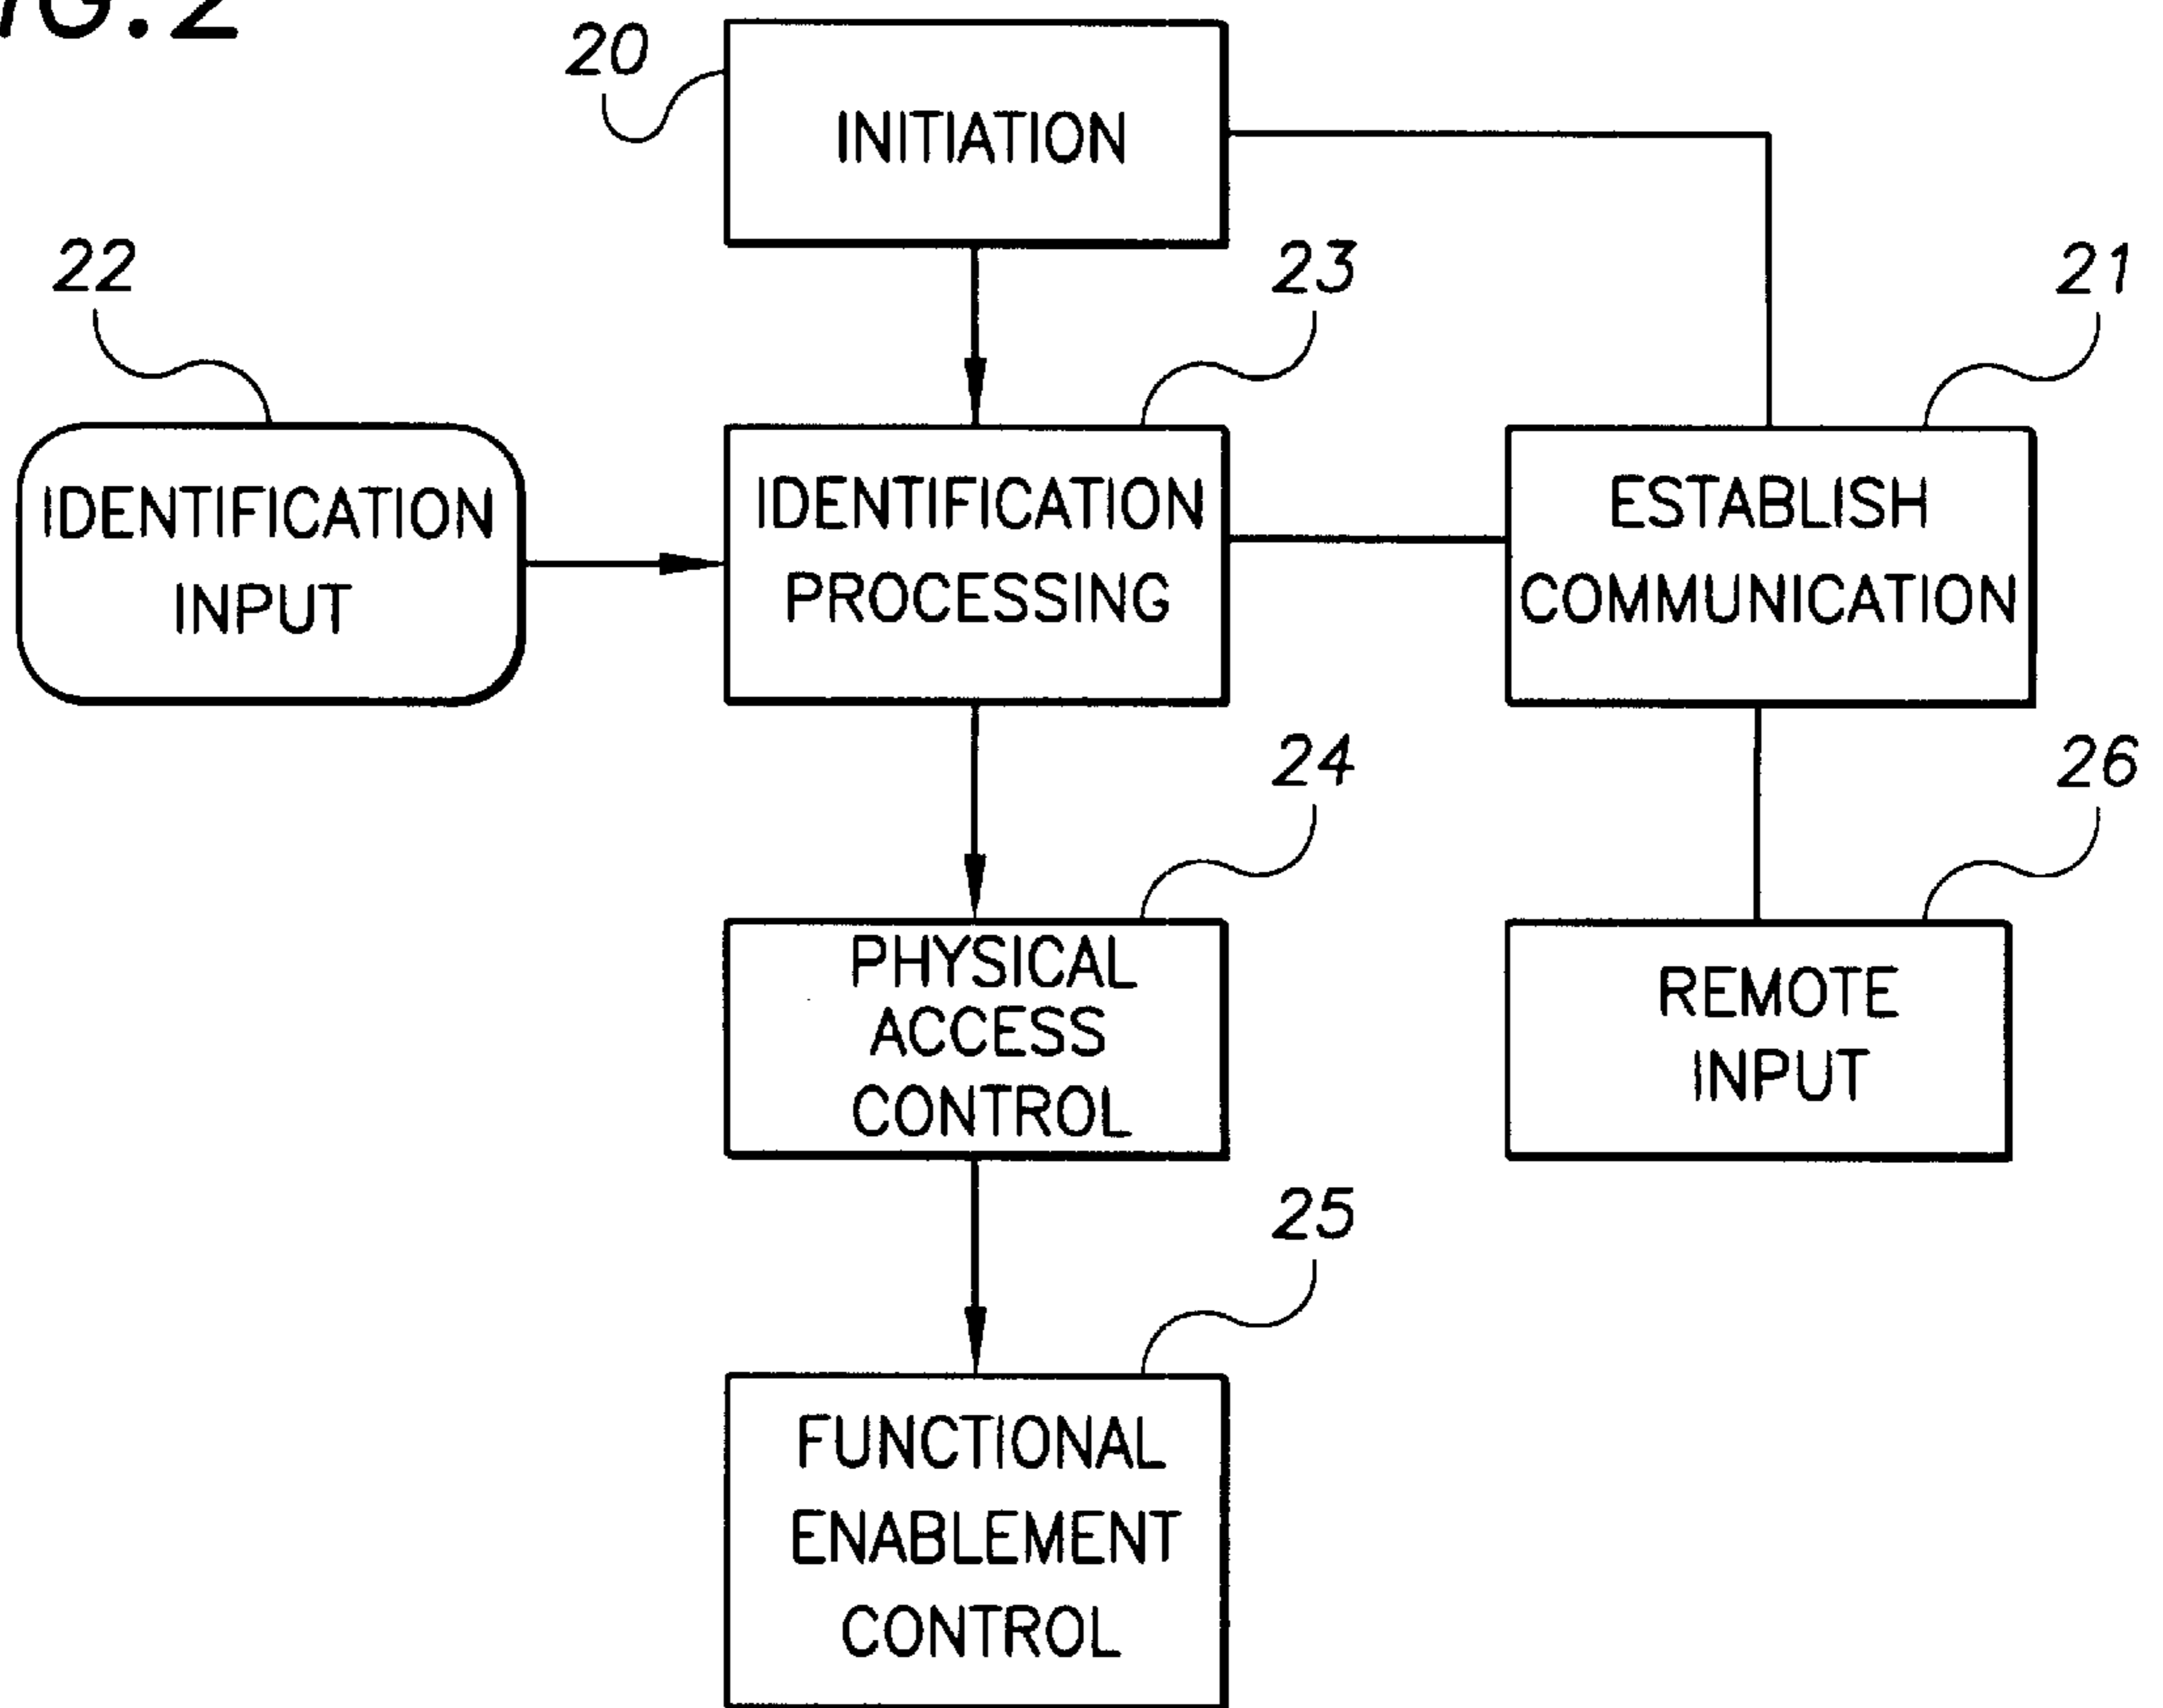 IG. 2
20
INITIATION
22
23
21
IDENTIFICATION
INPUT
IDENTIFICATION
PROCESSING
ESTABLISH
COMMUNICATION
24
26
PHYSICAL
ACCESS
CONTROL
REMOTE
INPUT
25
FUNCTIONAL
ENABLEMENT
CONTROL